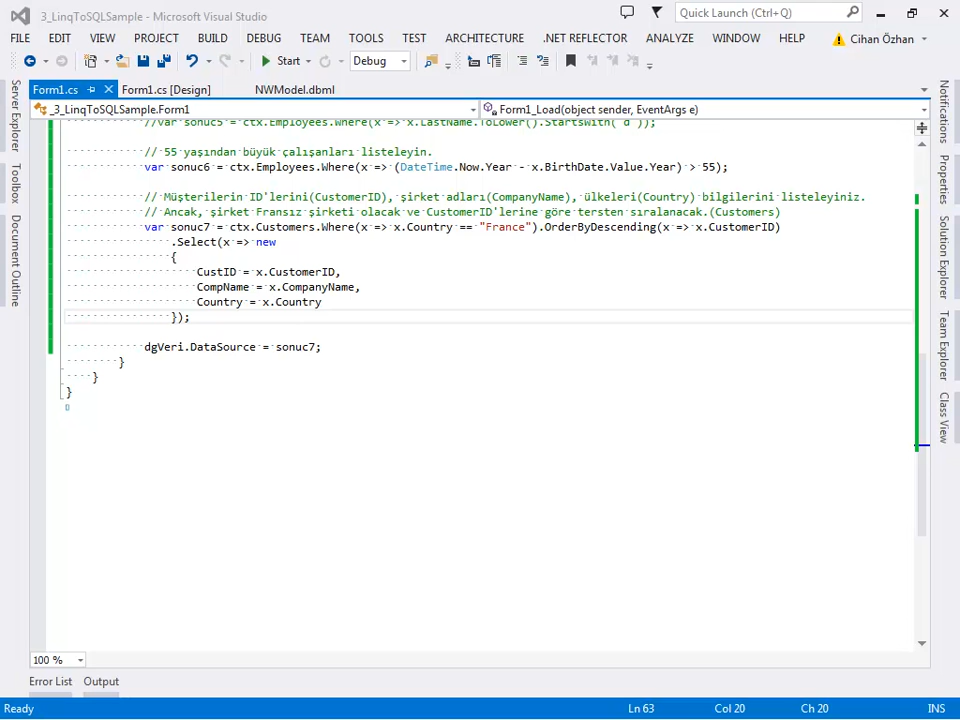 3_LinqToSQLSample - Microsoft Visual Studio
Quick Launch (Ctrl+Q)
FILE EDIT VIEW PROJECT BUILD DEBUG TEAM TOOLS TEST ARCHITECTURE .NET REFLECTOR ANALYZE WINDOW HELP Cihan Özhan
Start Debug
Form1.cs Form1.cs [Design] NWModel.dbml
_3_LinqToSQLSample.Form1 Form1_Load(object sender, EventArgs e)
//var sonuc5 = ctx.Employees.Where(x => x.LastName.ToLower().StartsWith("d"));
// 55 yaşından büyük çalışanları listeleyin.
var sonuc6 = ctx.Employees.Where(x => (DateTime.Now.Year - x.BirthDate.Value.Year) > 55);
// Müşterilerin ID'lerini(CustomerID), şirket adları(CompanyName), ülkeleri(Country) bilgilerini listeleyiniz.
// Ancak, şirket Fransız şirketi olacak ve CustomerID'lerine göre tersten sıralanacak.(Customers)
var sonuc7 = ctx.Customers.Where(x => x.Country == "France").OrderByDescending(x => x.CustomerID)
.Select(x => new
{
CustID = x.CustomerID,
CompName = x.CompanyName,
Country = x.Country
});
dgVeri.DataSource = sonuc7;
}
}
}
Server Explorer
Toolbox
Document Outline
Notifications
Properties
Solution Explorer
Team Explorer
Class View
100 %
Error List Output
Ready Ln 63 Col 20 Ch 20 INS